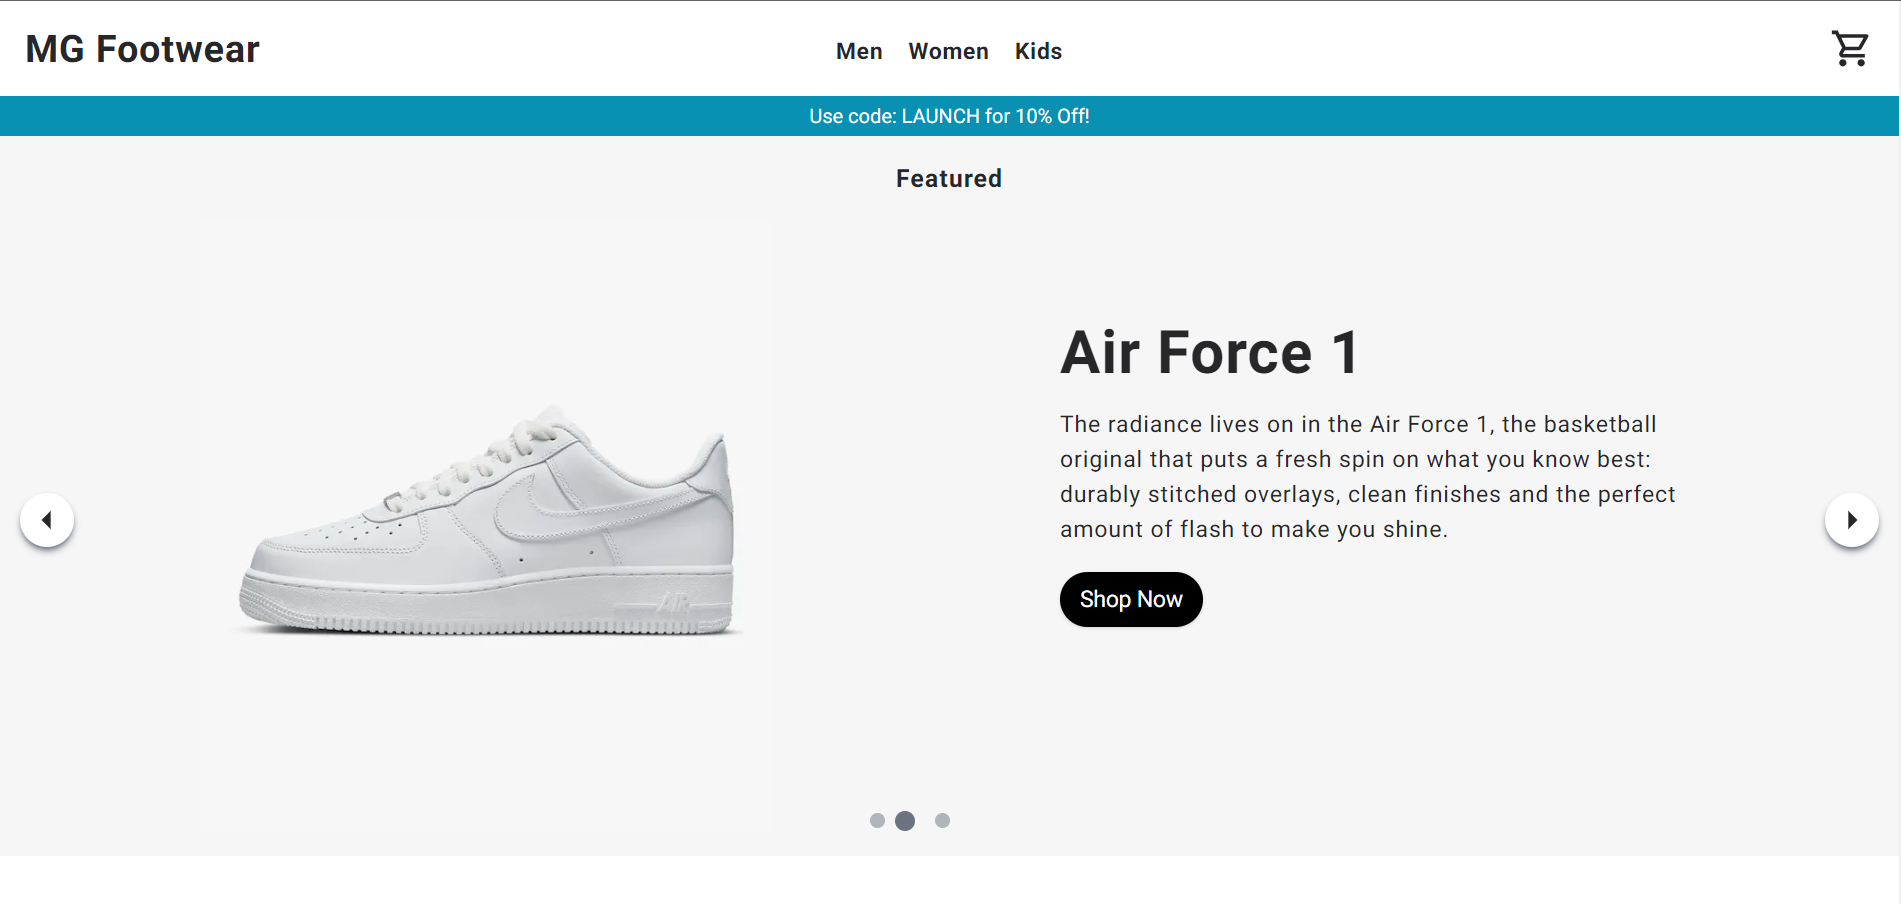 MG Footwear
Men Women Kids
Use code: LAUNCH for 10% Off!
Featured
Air Force 1
The radiance lives on in the Air Force 1, the basketball
original that puts a fresh spin on what you know best:
durably stitched overlays, clean finishes and the perfect
amount of flash to make you shine.
AIR
Shop Now